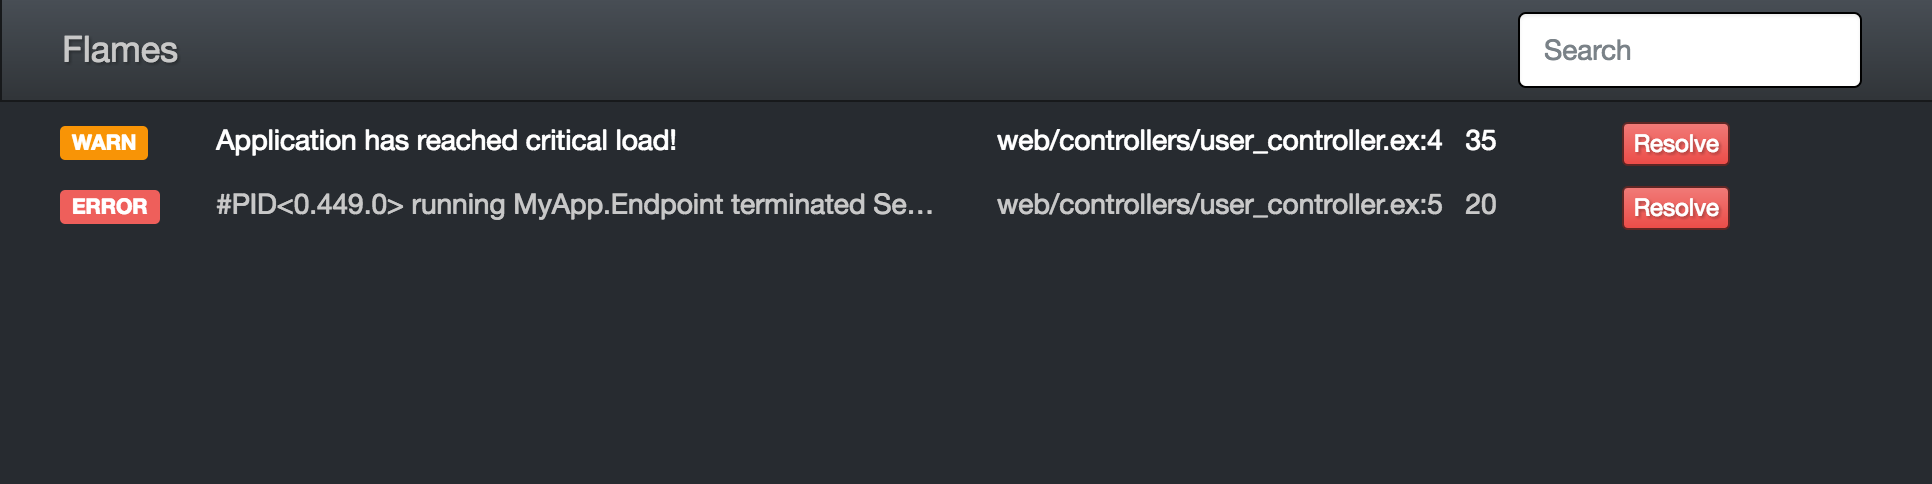 Flames
Search
WARN Application has reached critical load! web/controllers/user_controller.ex:4 35 Resolve
ERROR #PID<0.449.0> running MyApp.Endpoint terminated Se… web/controllers/user_controller.ex:5 20 Resolve